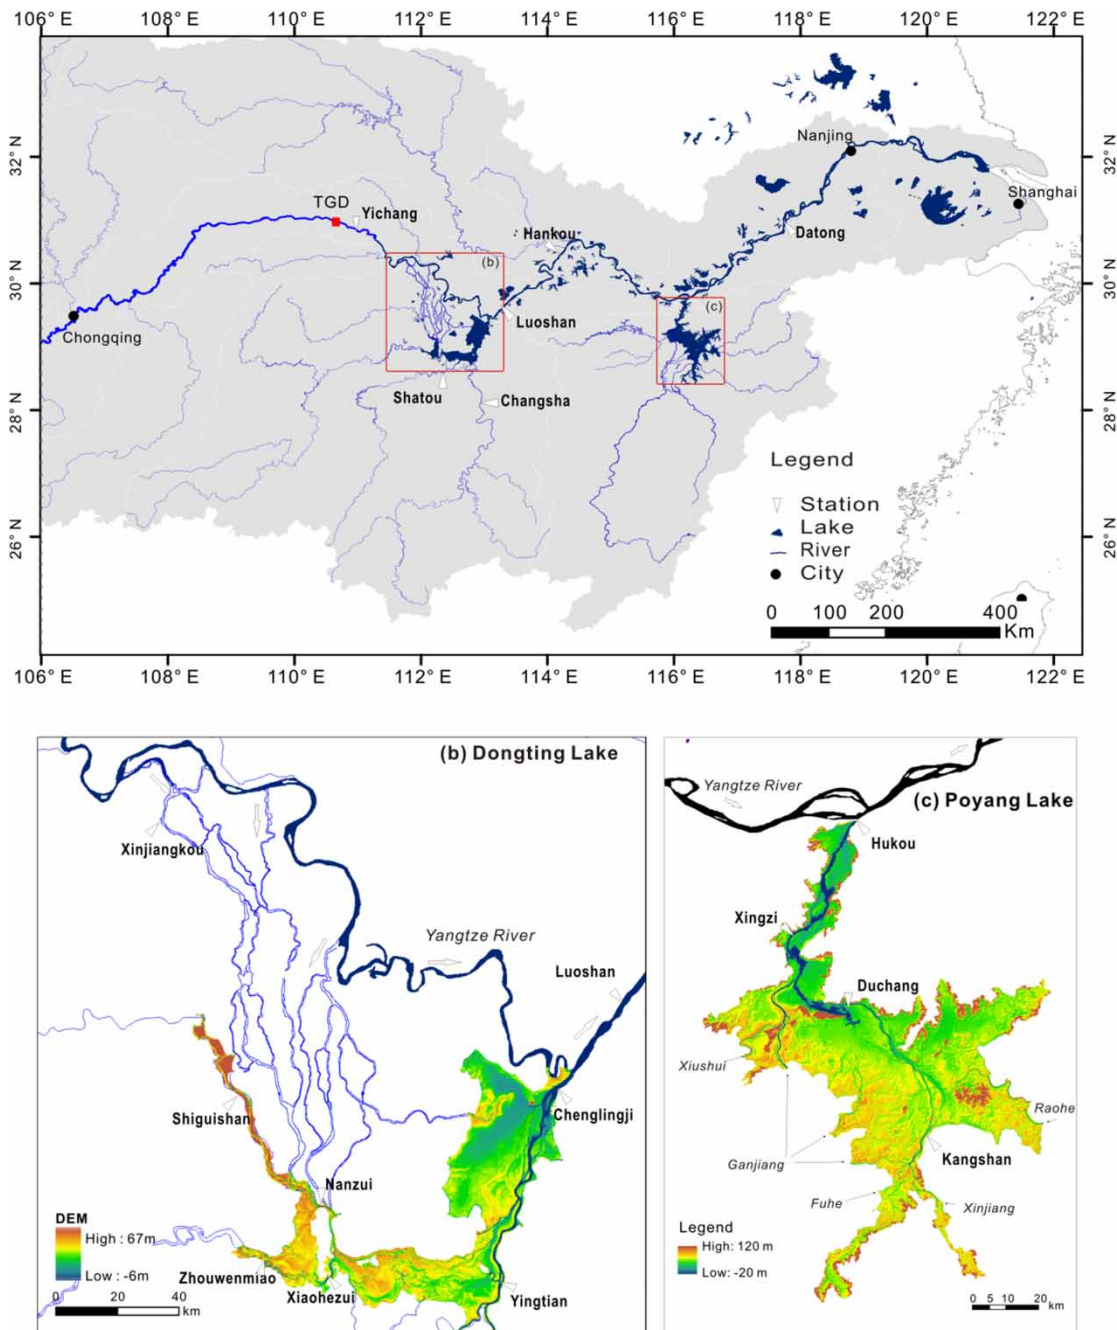 106° E 108° E 110° E 112° E 114° E 116° E 118° E 120° E 122° E
32° N
30° N
28° N
26° N
32° N
30° N
28° N
26° N
Nanjing
Shanghai
TGD
Yichang
Hankou
Datong
(b)
(c)
Luoshan
Chongqing
Shatou
Changsha
Legend
Station
Lake
River
City
0 100 200 400
Km
106° E 108° E 110° E 112° E 114° E 116° E 118° E 120° E 122° E
(b) Dongting Lake
Xinjiangkou
Yangtze River
Luoshan
Shiguishan
Chenglingji
Nanzui
DEM
High : 67m
Low : -6m
Zhouwenmiao
Xiaohezui
Yingtian
0 20 40
km
Yangtze River
(c) Poyang Lake
Hukou
Xingzi
Duchang
Xiushui
Raohe
Ganjiang
Kangshan
Fuhe
Xinjiang
Legend
High: 120 m
Low: -20 m
0 5 10 20
km